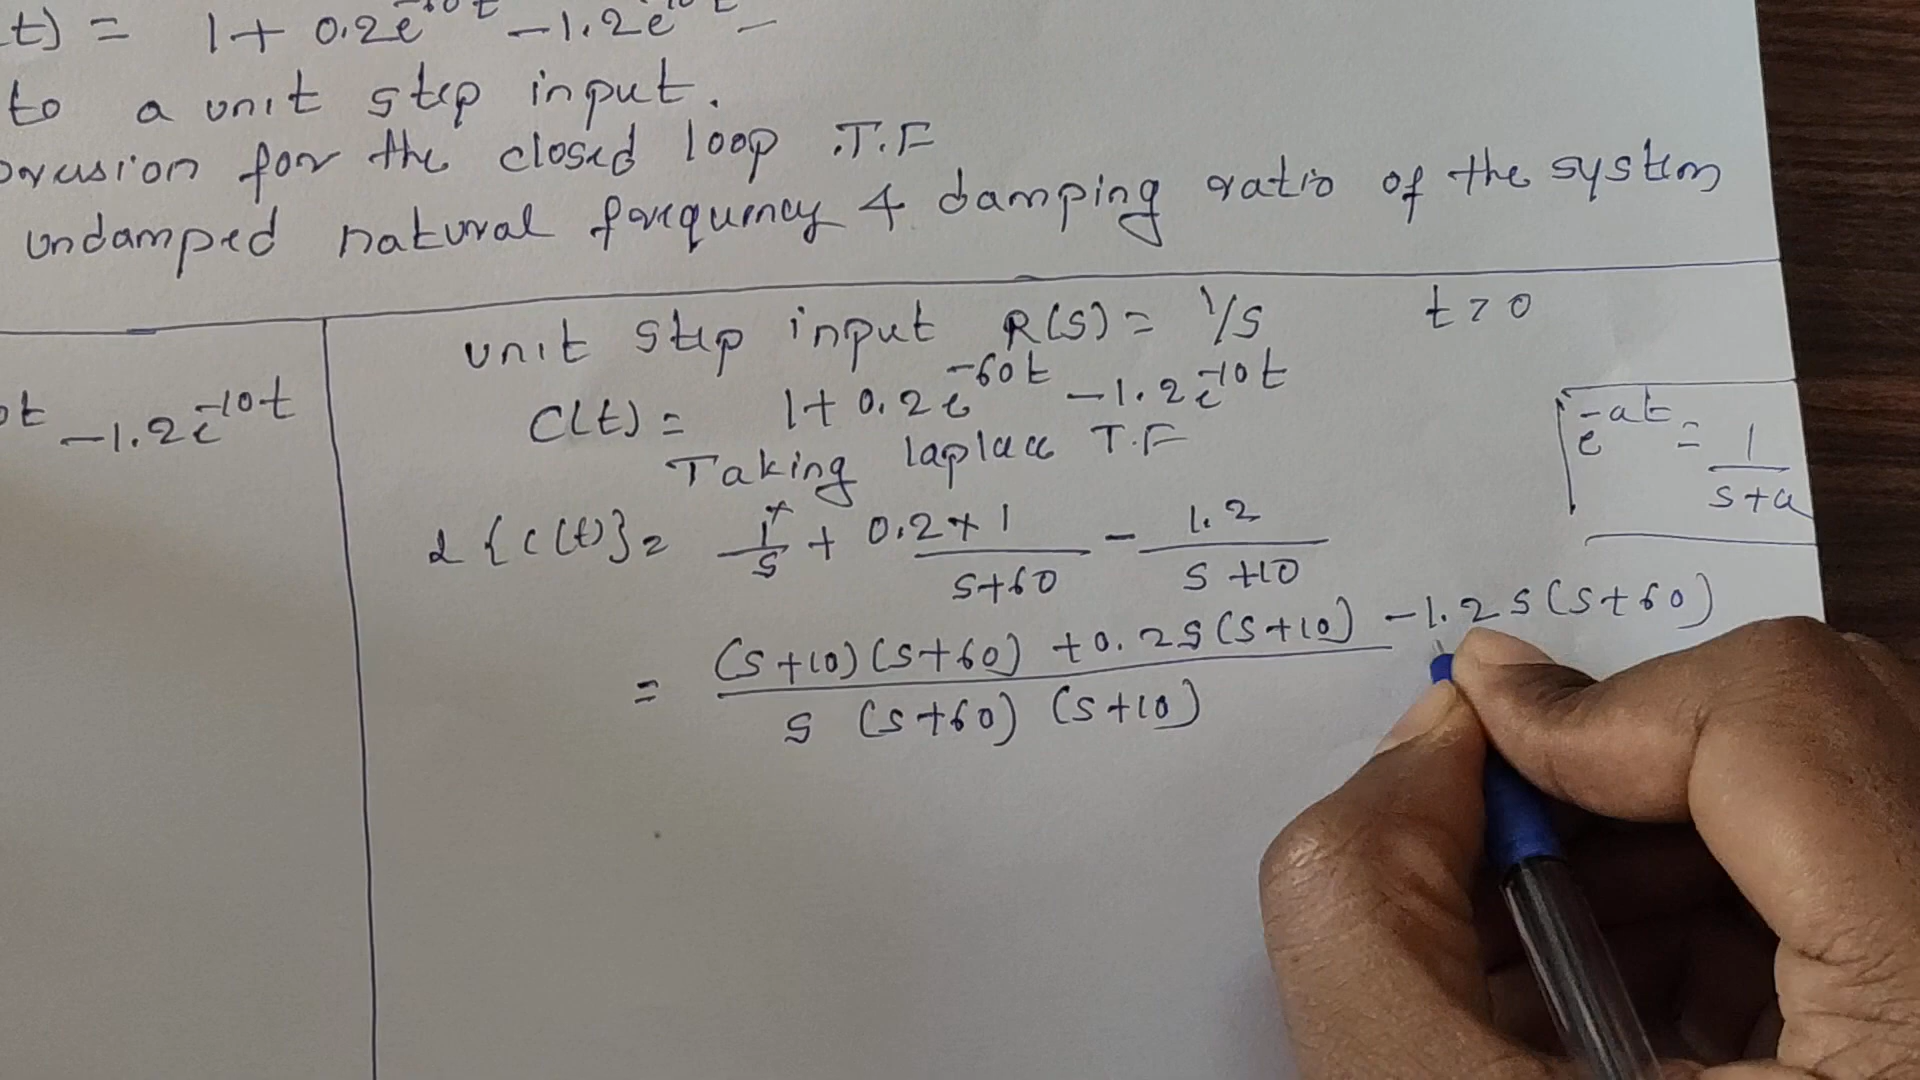 t) = 1 + 0.2e^-60t - 1.2e^-10t -
to a unit step input.
for the closed loop .T.F
undamped natural frequency & damping ratio of the system
unit step input R(S) = 1/S t>0
-1.2e^-10t
C(t) = 1 + 0.2e^-60t - 1.2e^-10t
e^-at = 1/(s+a)
Taking laplace T.F
L{C(t)} = 1/s + 0.2×1/(s+60) - 1.2/(s+10)
= (s+10)(s+60) + 0.2s(s+10) - 1.2s(s+60)
s (s+60) (s+10)